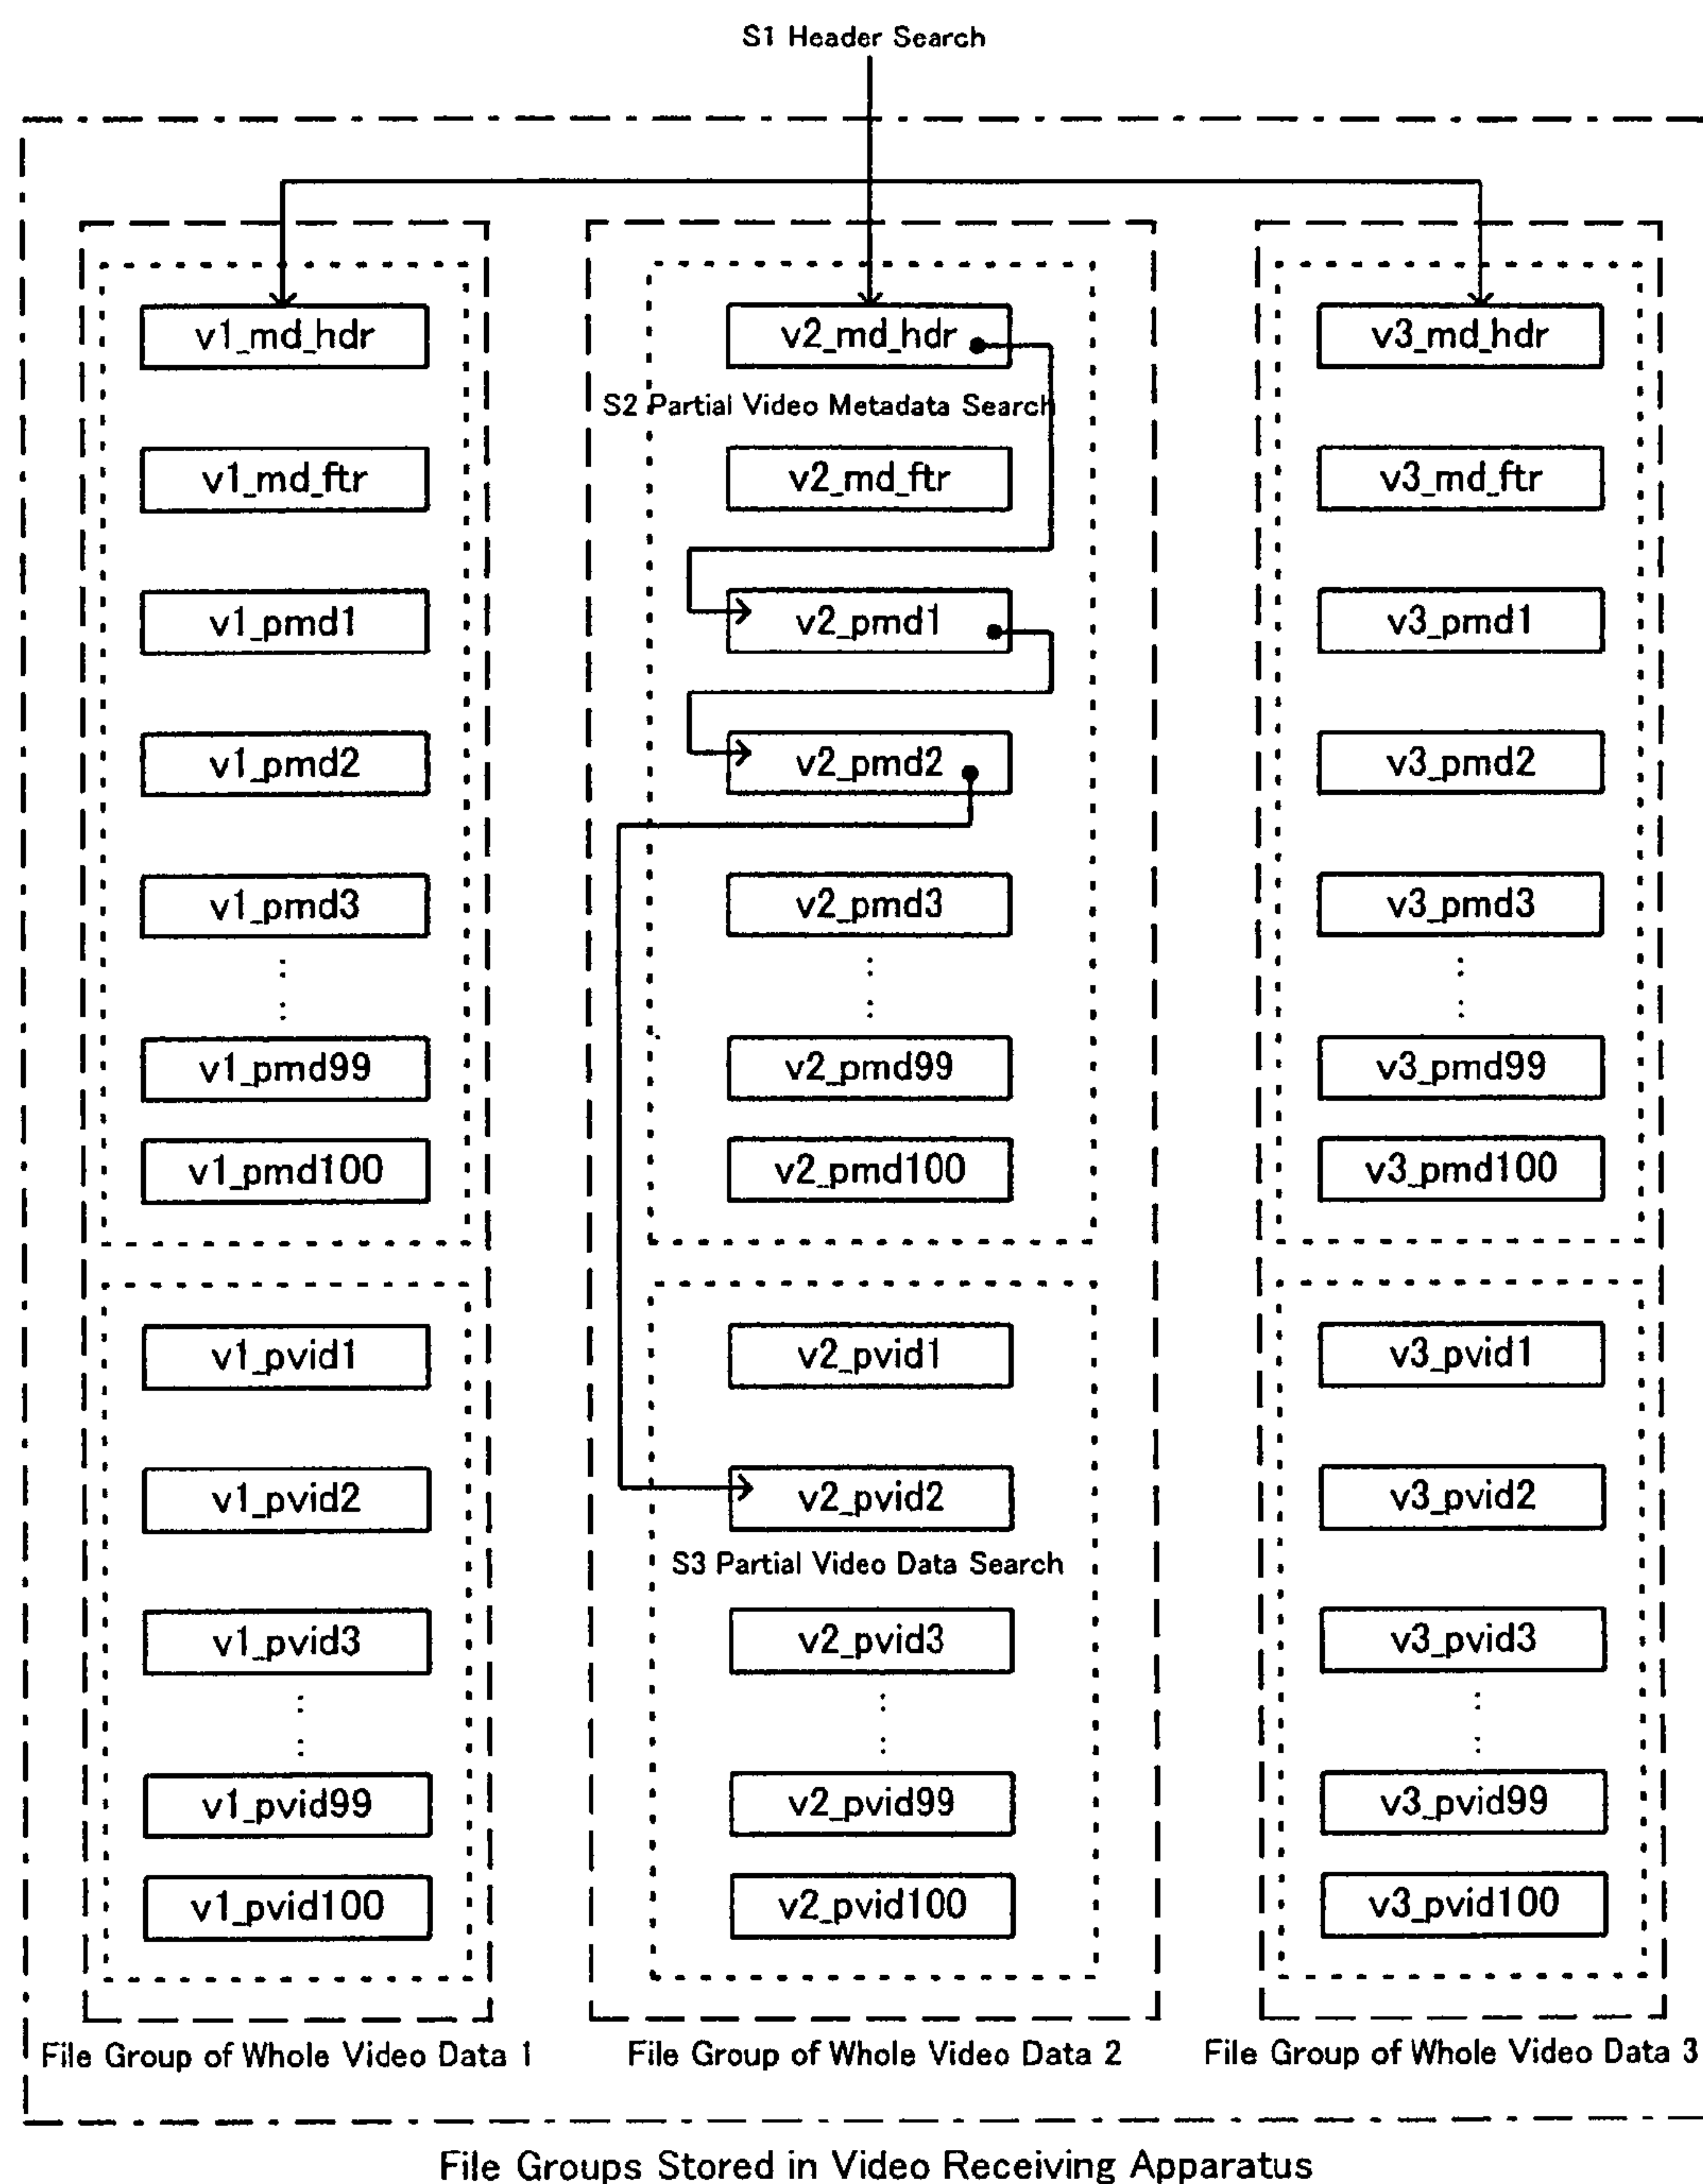 S1 Header Search
v1_md_hdr
v2_md_hdr
v3_md_hdr
S2 Partial Video Metadata Search
v1_md_ftr
v2_md_ftr
v3_md_ftr
v1_pmd1
v2_pmd1
v3_pmd1
v1_pmd2
v2_pmd2
v3_pmd2
v1_pmd3
v2_pmd3
v3_pmd3
v1_pmd99
v2_pmd99
v3_pmd99
v1_pmd100
v2_pmd100
v3_pmd100
v1_pvid1
v2_pvid1
v3_pvid1
v1_pvid2
v2_pvid2
v3_pvid2
S3 Partial Video Data Search
v1_pvid3
v2_pvid3
v3_pvid3
v1_pvid99
v2_pvid99
v3_pvid99
v1_pvid100
v2_pvid100
v3_pvid100
File Group of Whole Video Data 1
File Group of Whole Video Data 2
File Group of Whole Video Data 3
File Groups Stored in Video Receiving Apparatus